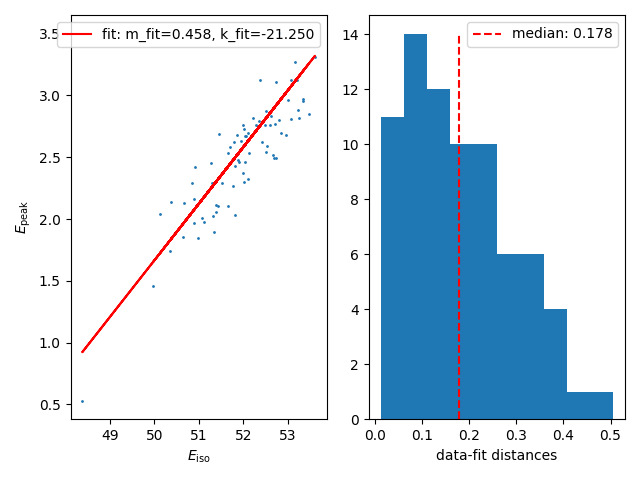 fit: m_fit=0.458, k_fit=-21.250
3.5
3.0
2.5
2.0
1.5
1.0
0.5
E_peak
49 50 51 52 53
E_iso
median: 0.178
14
12
10
8
6
4
2
0
0.0 0.1 0.2 0.3 0.4 0.5
data-fit distances